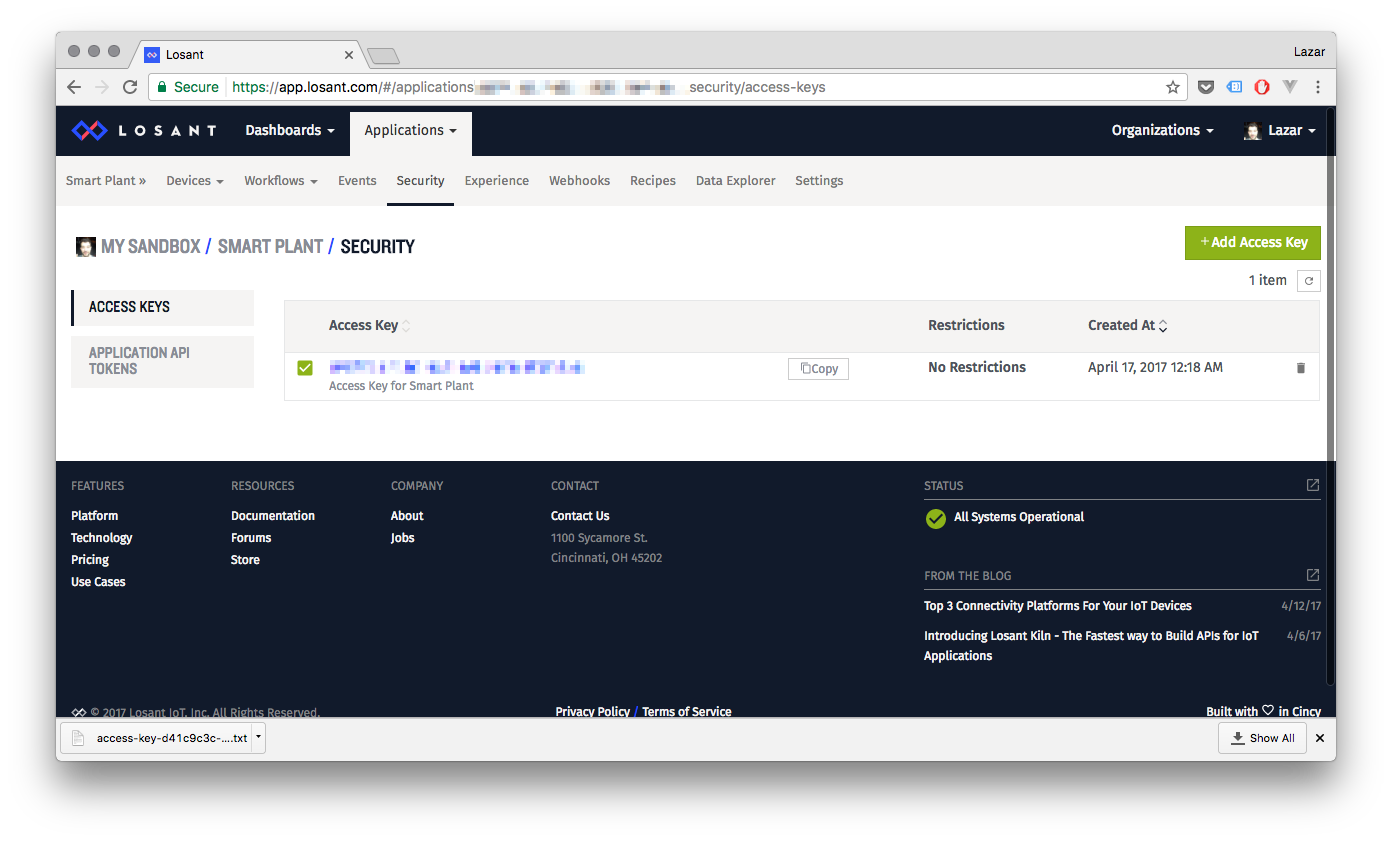 Losant
Lazar
Secure https://app.losant.com/#/applications security/access-keys
LOSANT Dashboards Applications Organizations Lazar
Smart Plant » Devices Workflows Events Security Experience Webhooks Recipes Data Explorer Settings
MY SANDBOX / SMART PLANT / SECURITY
+ Add Access Key
1 item
ACCESS KEYS
APPLICATION API
TOKENS
Access Key Restrictions Created At
Copy No Restrictions April 17, 2017 12:18 AM
Access Key for Smart Plant
FEATURES
Platform
Technology
Pricing
Use Cases
RESOURCES
Documentation
Forums
Store
COMPANY
About
Jobs
CONTACT
Contact Us
1100 Sycamore St.
Cincinnati, OH 45202
STATUS
All Systems Operational
FROM THE BLOG
Top 3 Connectivity Platforms For Your IoT Devices 4/12/17
Introducing Losant Kiln - The Fastest way to Build APIs for IoT 4/6/17
Applications
© 2017 Losant IoT, Inc. All Rights Reserved. Privacy Policy / Terms of Service Built with ♡ in Cincy
access-key-d41c9c3c-....txt Show All